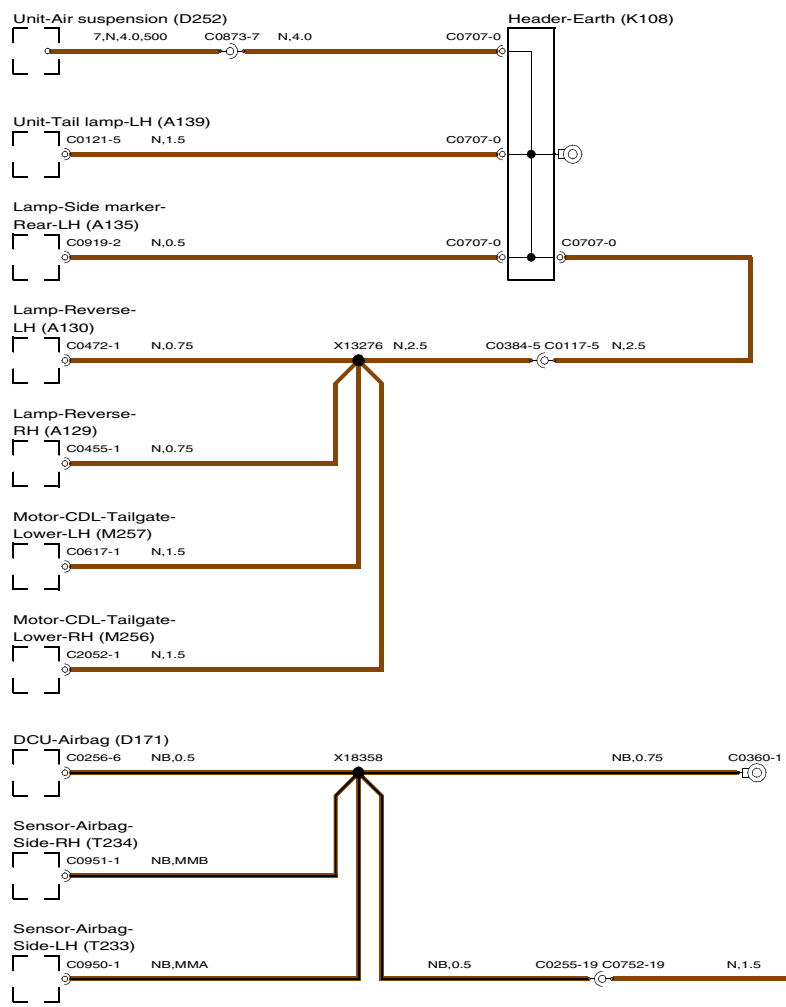 Unit-Air suspension (D252)
Header-Earth (K108)
7,N,4.0,500 C0873-7 N,4.0 C0707-0
Unit-Tail lamp-LH (A139)
C0121-5 N,1.5 C0707-0
Lamp-Side marker-
Rear-LH (A135)
C0919-2 N,0.5 C0707-0 C0707-0
Lamp-Reverse-
LH (A130)
C0472-1 N,0.75 X13276 N,2.5 C0384-5 C0117-5 N,2.5
Lamp-Reverse-
RH (A129)
C0455-1 N,0.75
Motor-CDL-Tailgate-
Lower-LH (M257)
C0617-1 N,1.5
Motor-CDL-Tailgate-
Lower-RH (M256)
C2052-1 N,1.5
DCU-Airbag (D171)
C0256-6 NB,0.5 X18358 NB,0.75 C0360-1
Sensor-Airbag-
Side-RH (T234)
C0951-1 NB,MMB
Sensor-Airbag-
Side-LH (T233)
C0950-1 NB,MMA NB,0.5 C0255-19 C0752-19 N,1.5